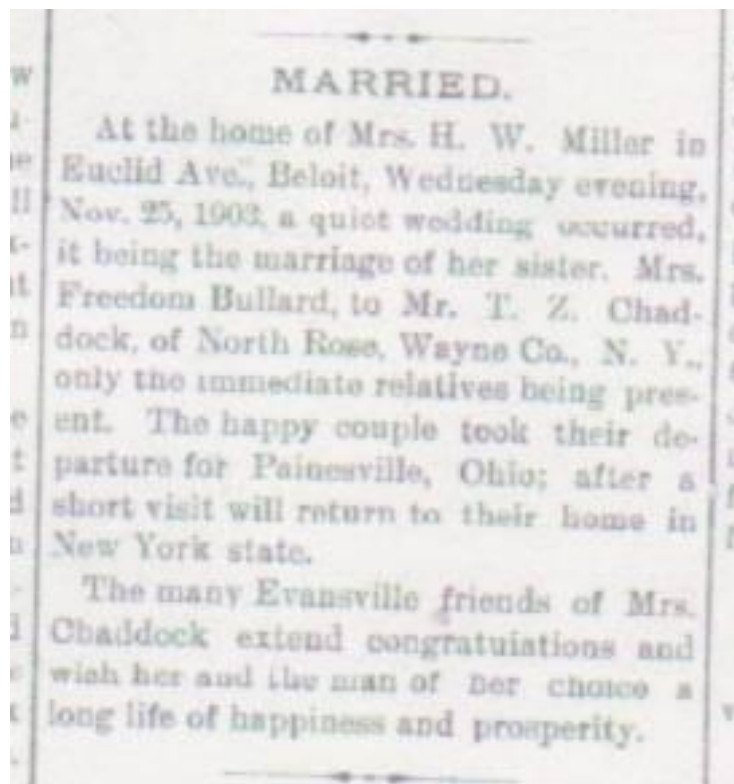 MARRIED.
At the home of Mrs. H. W. Miller in
Euclid Ave., Beloit, Wednesday evening,
Nov. 25, 1903, a quiet wedding occurred,
it being the marriage of her sister. Mrs.
Freedom Bullard, to Mr. T. Z. Chad-
dock, of North Rose, Wayne Co., N. Y.,
only the immediate relatives being pres-
ent. The happy couple took their de-
parture for Painesville, Ohio; after a
short visit will return to their home in
New York state.
The many Evansville friends of Mrs.
Chaddock extend congratuiations and
wish her and the man of her choice a
long life of happiness and prosperity.